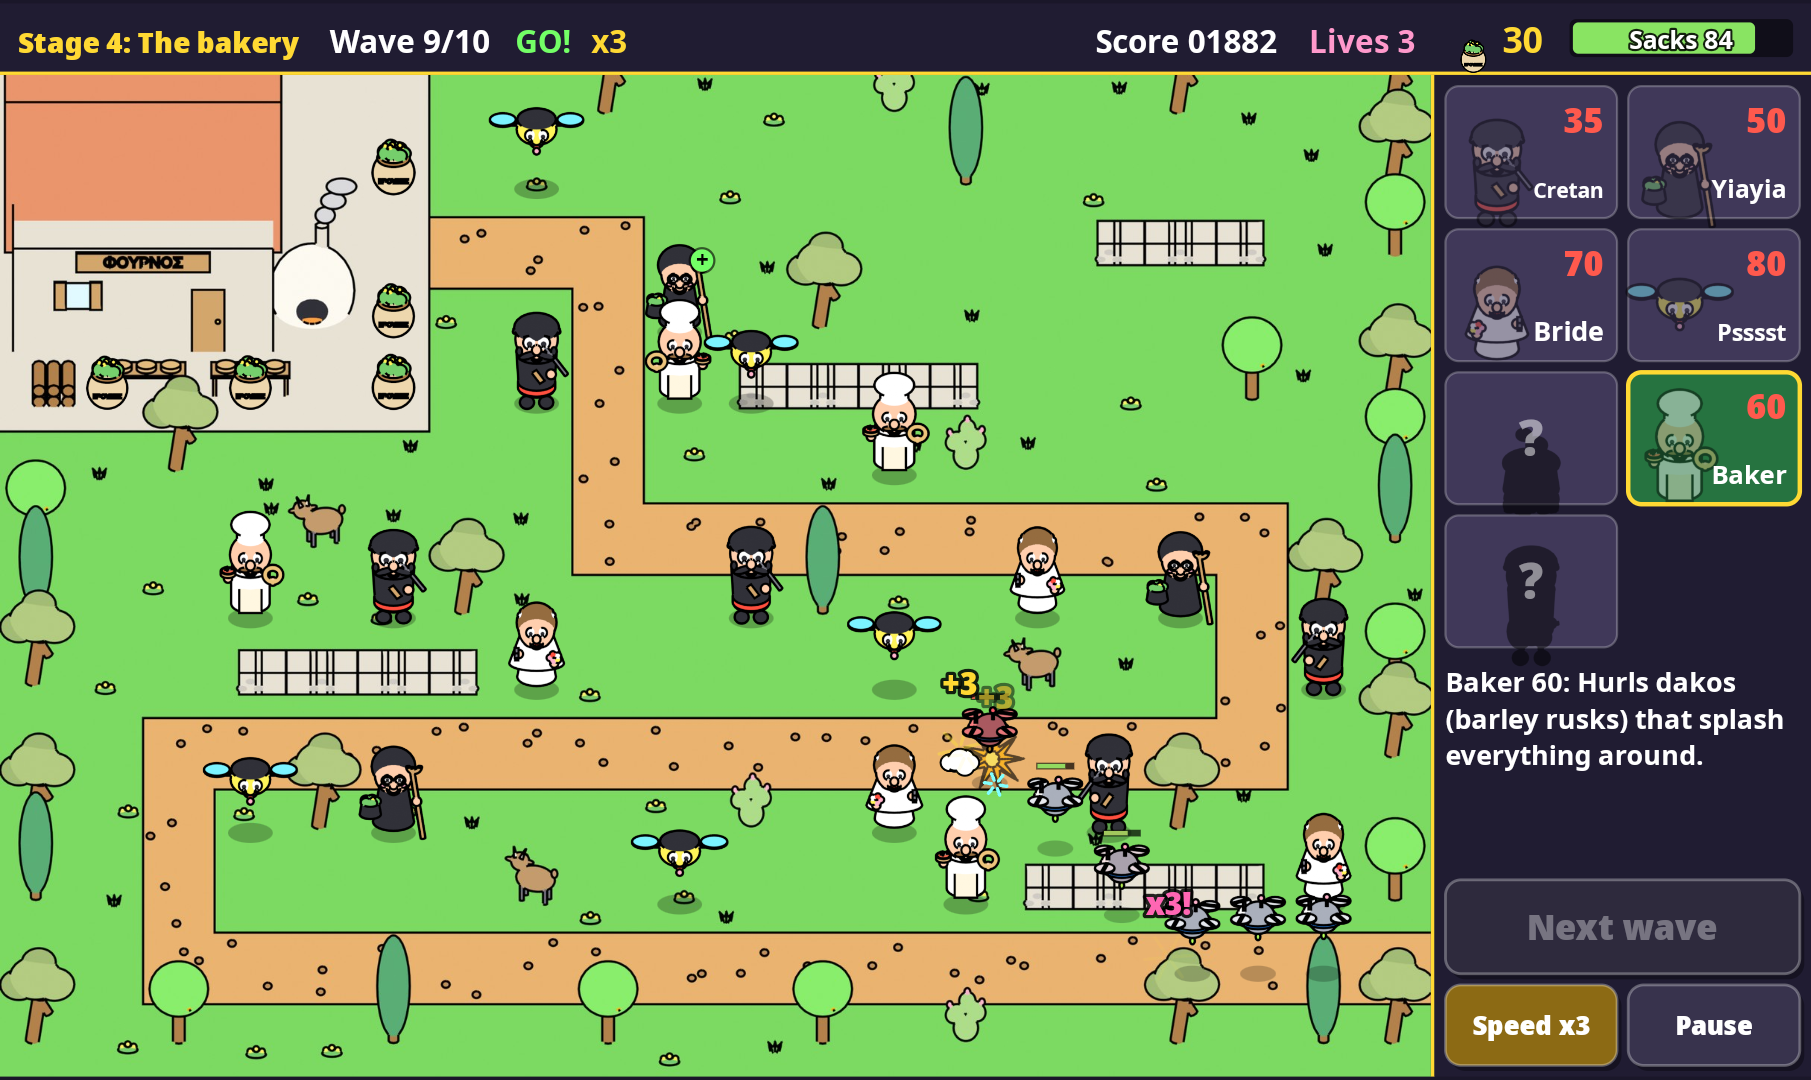 Stage 4: The bakery
Wave 9/10
GO!
x3
Score 01882
Lives 3
30
Sacks 84
35
Cretan
50
Yiayia
70
Bride
80
Psssst
?
60
Baker
?
ΦΟΥΡΝΟΣ
+
+3
+3
x3!
Baker 60: Hurls dakos
(barley rusks) that splash
everything around.
Next wave
Speed x3
Pause